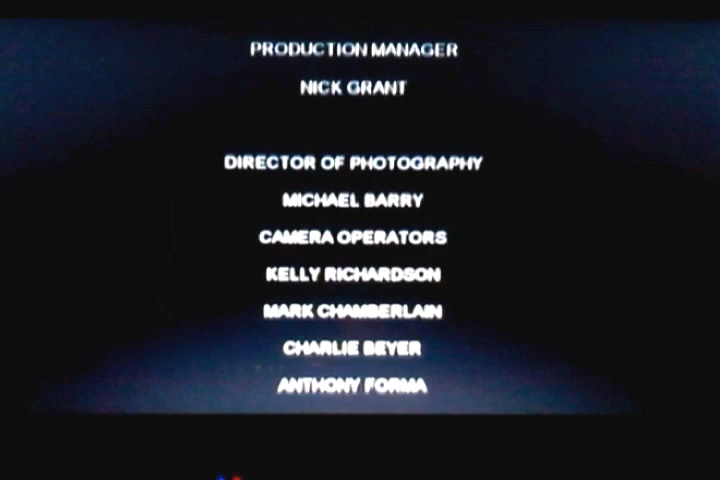 PRODUCTION MANAGER
NICK GRANT
DIRECTOR OF PHOTOGRAPHY
MICHAEL BARRY
CAMERA OPERATORS
KELLY RICHARDSON
MARK CHAMBERLAIN
CHARLIE BEYER
ANTHONY FORMA